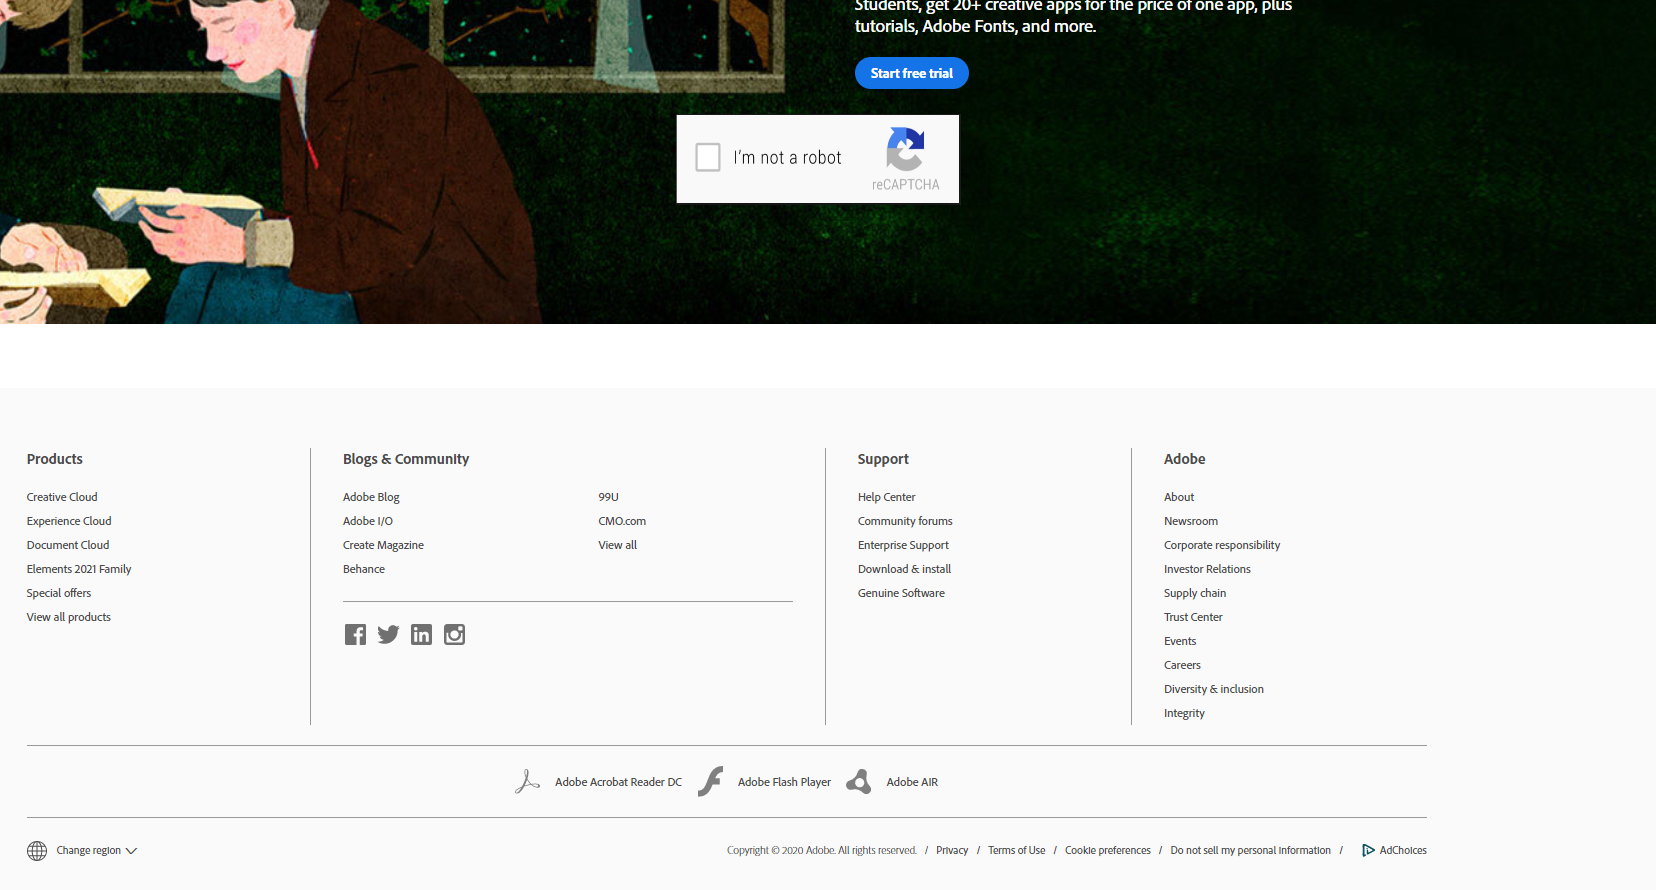 Students, get 20+ creative apps for the price of one app, plus
tutorials, Adobe Fonts, and more.
Start free trial
I'm not a robot
reCAPTCHA
Products
Creative Cloud
Experience Cloud
Document Cloud
Elements 2021 Family
Special offers
View all products
Blogs & Community
Adobe Blog
Adobe I/O
Create Magazine
Behance
99U
CMO.com
View all
Support
Help Center
Community forums
Enterprise Support
Download & install
Genuine Software
Adobe
About
Newsroom
Corporate responsibility
Investor Relations
Supply chain
Trust Center
Events
Careers
Diversity & inclusion
Integrity
Adobe Acrobat Reader DC
Adobe Flash Player
Adobe AIR
Change region
Copyright © 2020 Adobe. All rights reserved. / Privacy / Terms of Use / Cookie preferences / Do not sell my personal information / AdChoices